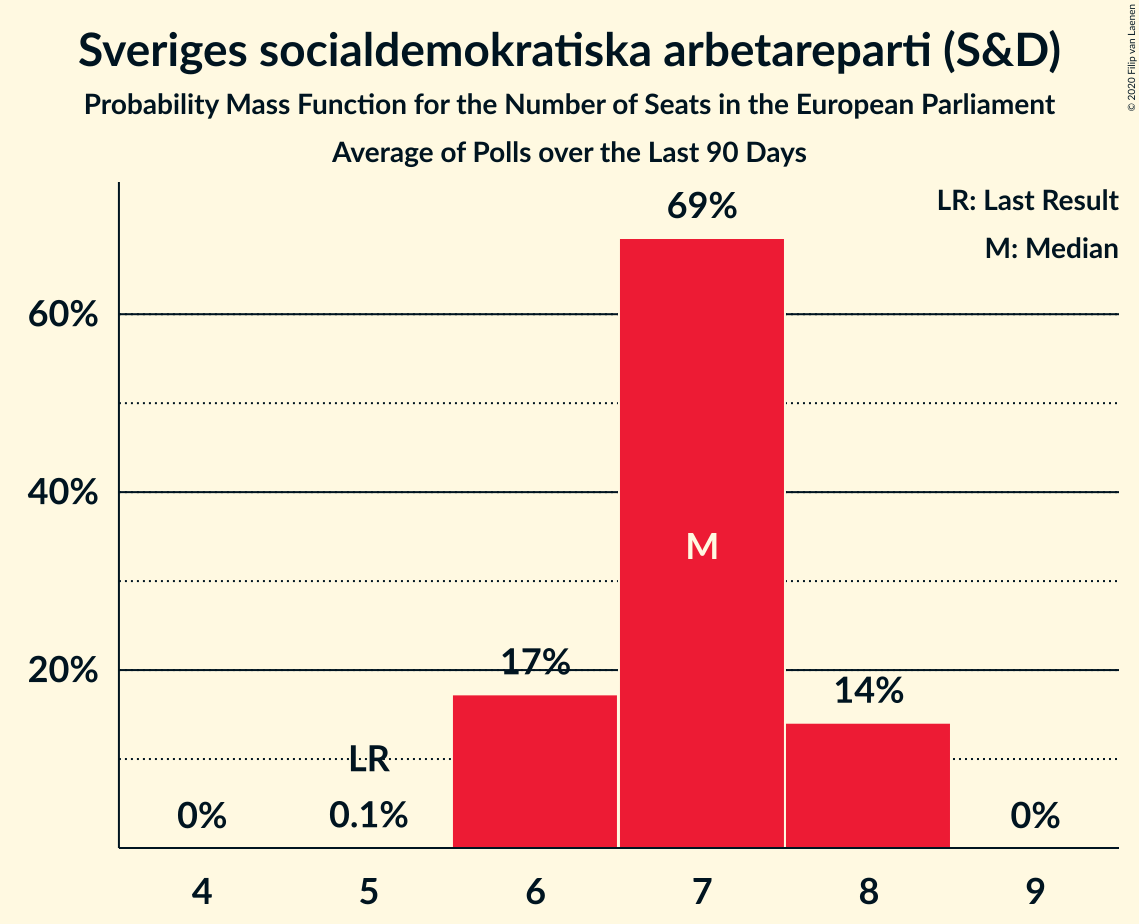 Sveriges socialdemokratiska arbetareparti (S&D)
Probability Mass Function for the Number of Seats in the European Parliament
Average of Polls over the Last 90 Days
© 2020 Filip van Laenen
LR: Last Result
M: Median
69%
60%
40%
M
20%
17%
14%
LR
0%
0.1%
0%
4 5 6 7 8 9